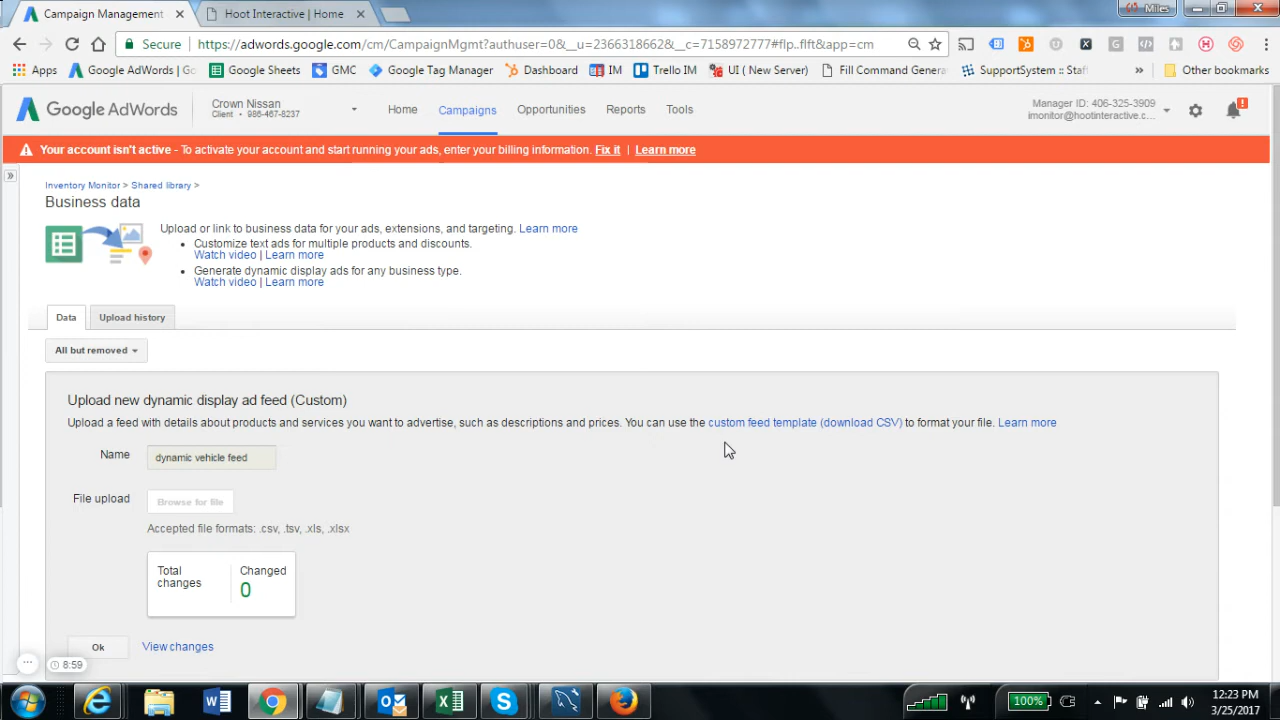 Campaign Management
Hoot Interactive | Home
Miles
Secure
https://adwords.google.com/cm/CampaignMgmt?authuser=0&__u=2366318662&__c=7158972777#flp..flft&app=cm
Apps
Google AdWords | Go
Google Sheets
GMC
Google Tag Manager
Dashboard
IM
Trello IM
UI ( New Server)
Fill Command Genera
SupportSystem :: Staf
»
Other bookmarks
Google AdWords
Crown Nissan
Client • 986-467-8237
Home
Campaigns
Opportunities
Reports
Tools
Manager ID: 406-325-3909
imonitor@hootinteractive.c...
Your account isn't active - To activate your account and start running your ads, enter your billing information. Fix it | Learn more
»
Inventory Monitor > Shared library >
Business data
Upload or link to business data for your ads, extensions, and targeting. Learn more
• Customize text ads for multiple products and discounts.
Watch video | Learn more
• Generate dynamic display ads for any business type.
Watch video | Learn more
Data
Upload history
All but removed
Upload new dynamic display ad feed (Custom)
Upload a feed with details about products and services you want to advertise, such as descriptions and prices. You can use the custom feed template (download CSV) to format your file. Learn more
Name
dynamic vehicle feed
File upload
Browse for file
Accepted file formats: .csv, .tsv, .xls, .xlsx
Total changes
Changed
0
Ok
View changes
8:59
100%
12:23 PM
3/25/2017